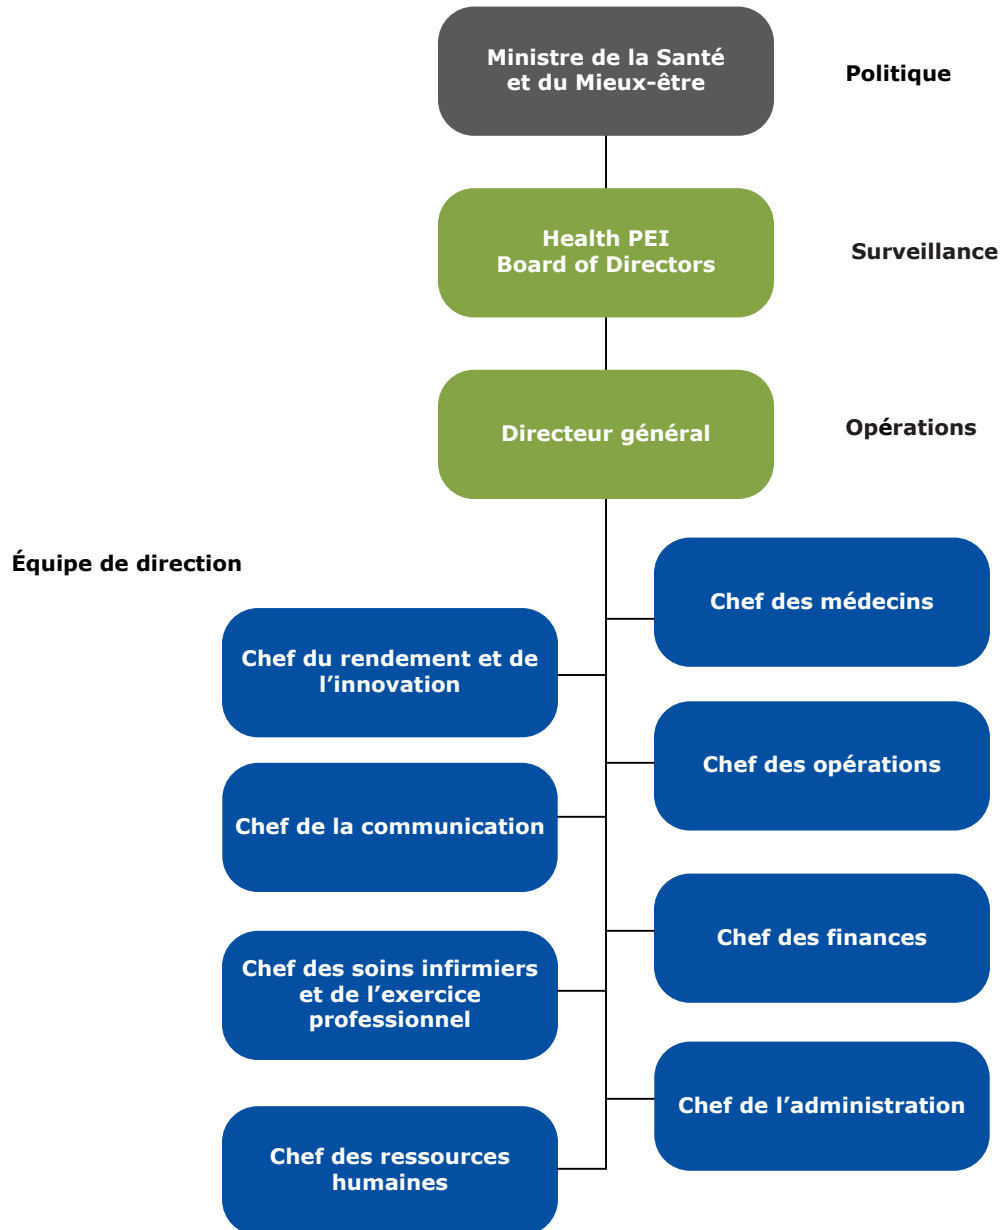 Ministre de la Santé
et du Mieux-être
Politique
Health PEI
Board of Directors
Surveillance
Directeur général
Opérations
Équipe de direction
Chef des médecins
Chef du rendement et de
l’innovation
Chef des opérations
Chef de la communication
Chef des finances
Chef des soins infirmiers
et de l’exercice
professionnel
Chef de l’administration
Chef des ressources
humaines